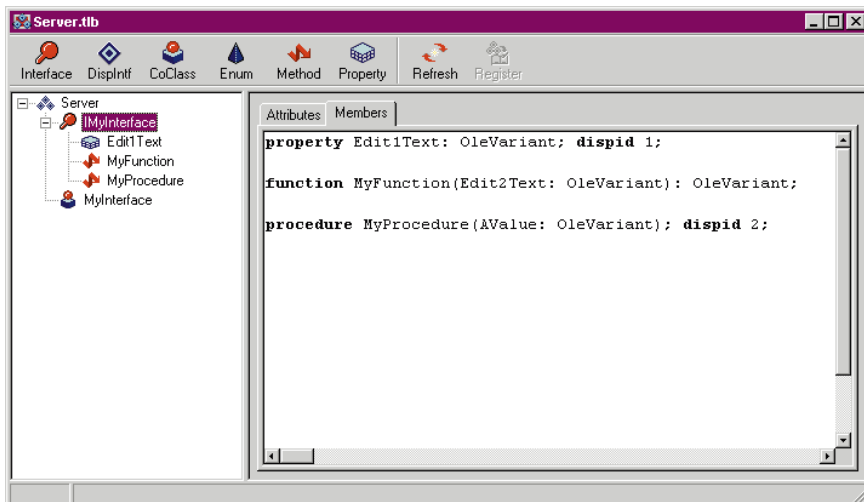 Server.tlb
Interface DispIntf CoClass Enum Method Property Refresh Register
Server
IMyInterface
Edit1Text
MyFunction
MyProcedure
MyInterface
Attributes Members
property Edit1Text: OleVariant; dispid 1;
function MyFunction(Edit2Text: OleVariant): OleVariant;
procedure MyProcedure(AValue: OleVariant); dispid 2;